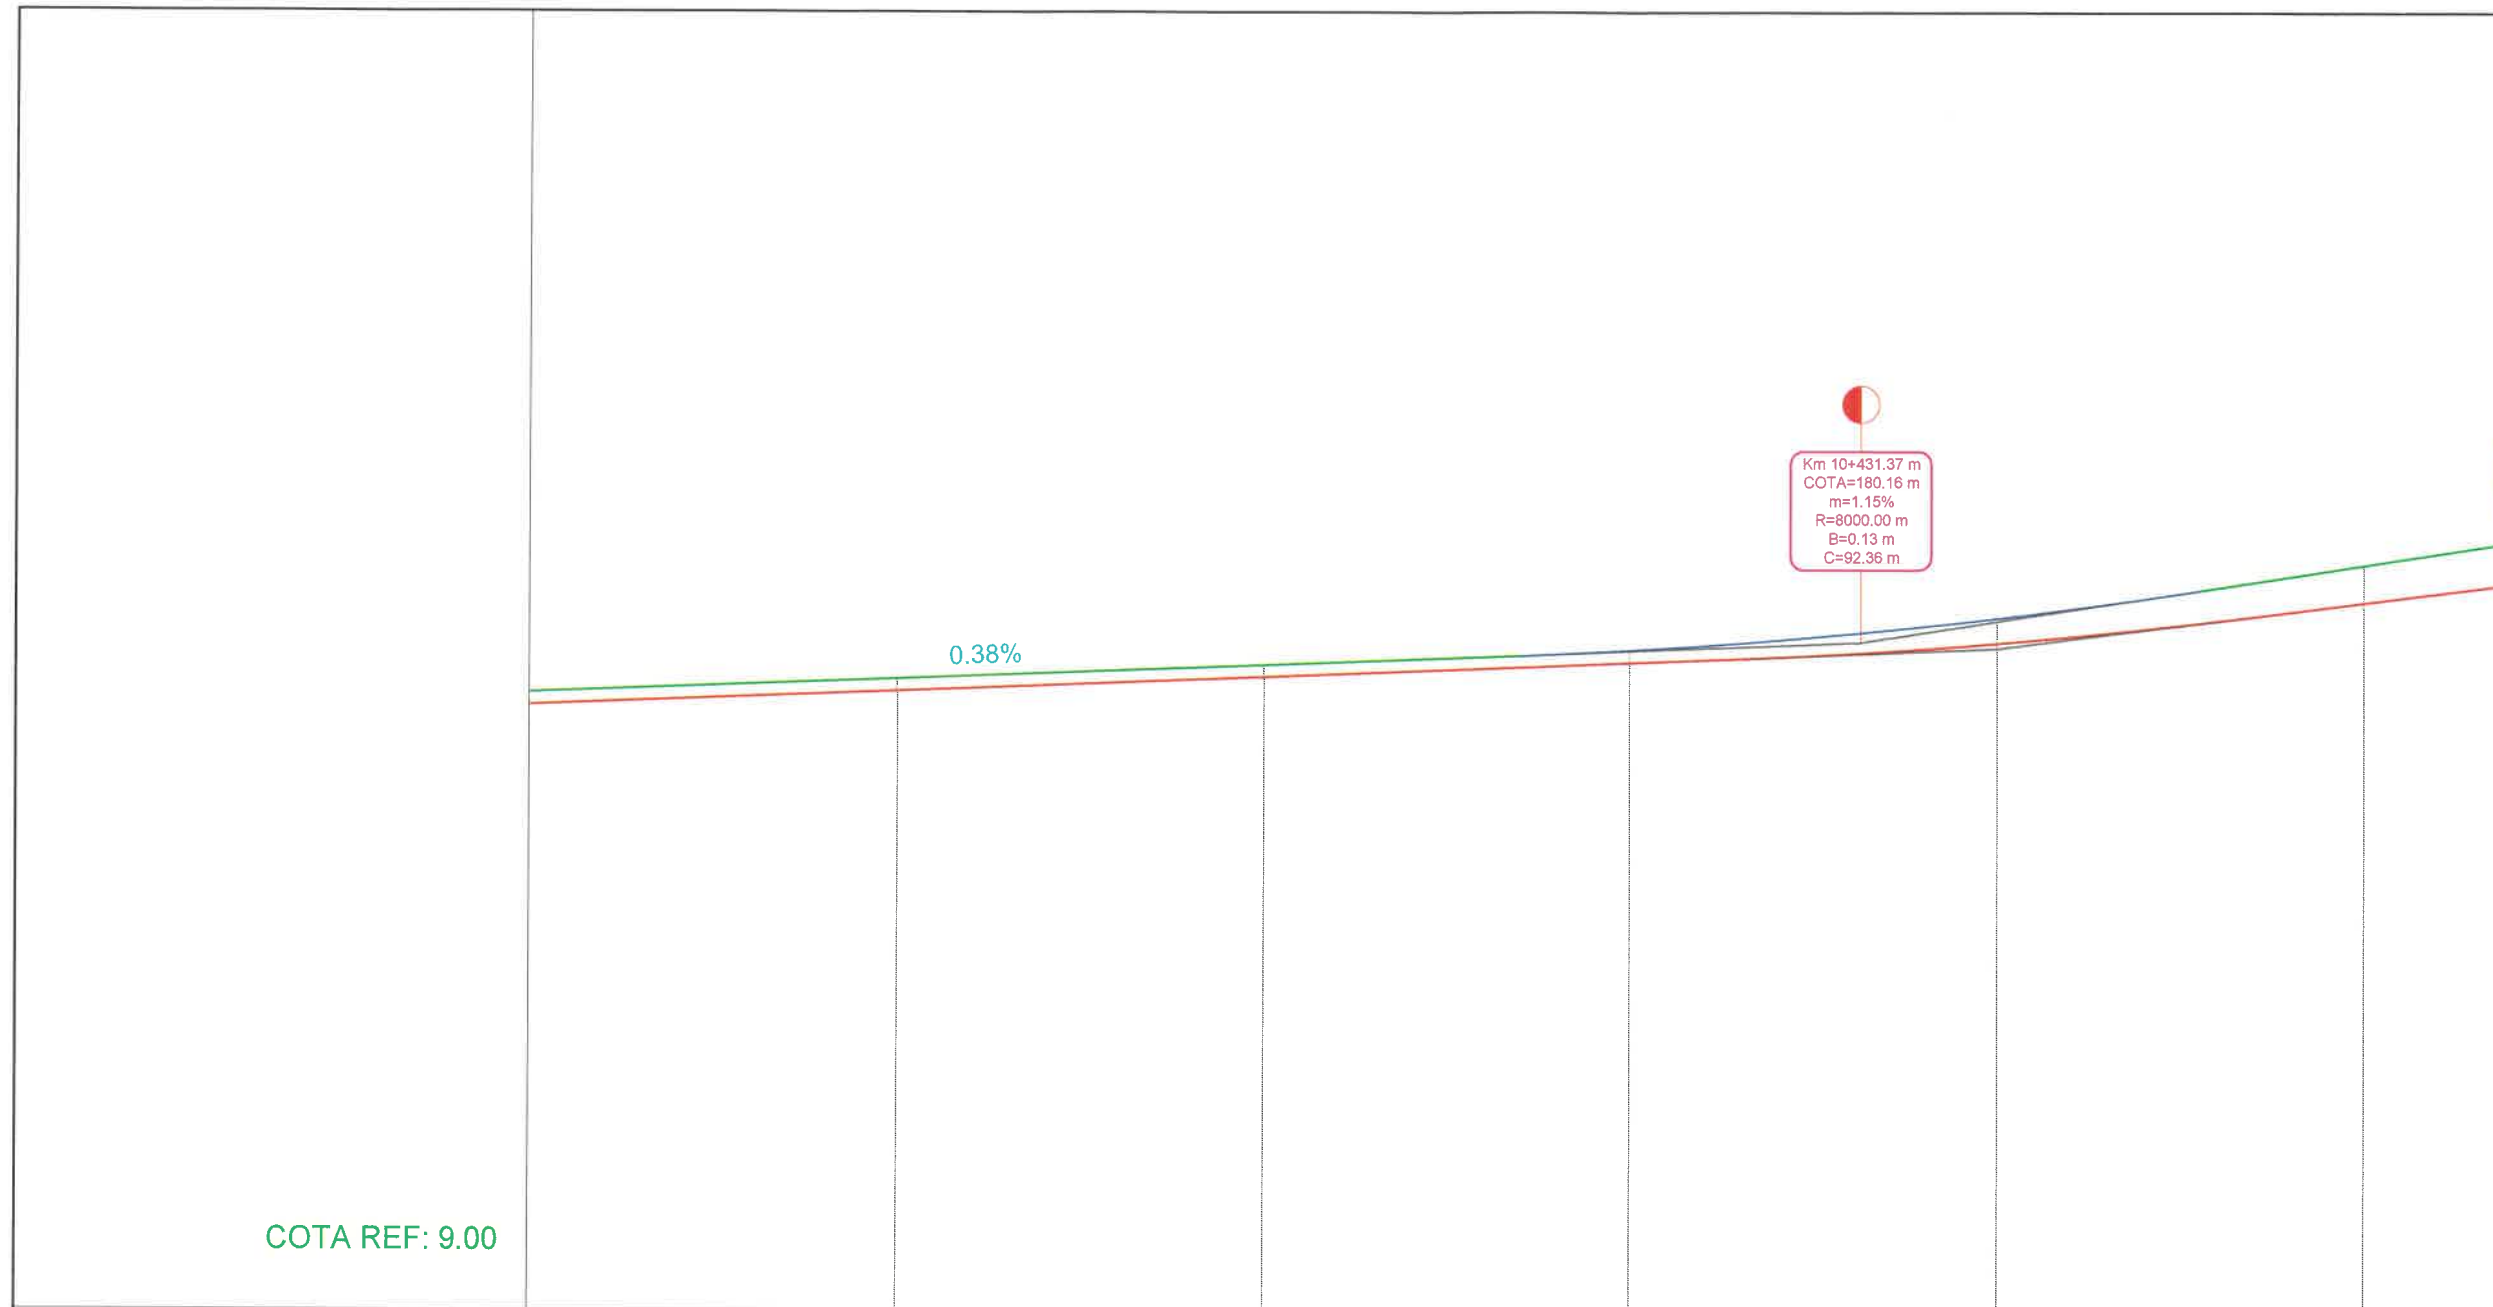 Km 10+431.37 m
COTA=180.16 m
m=1.15%
R=8000.00 m
B=0.13 m
C=92.36 m
0.38%
COTA REF: 9.00